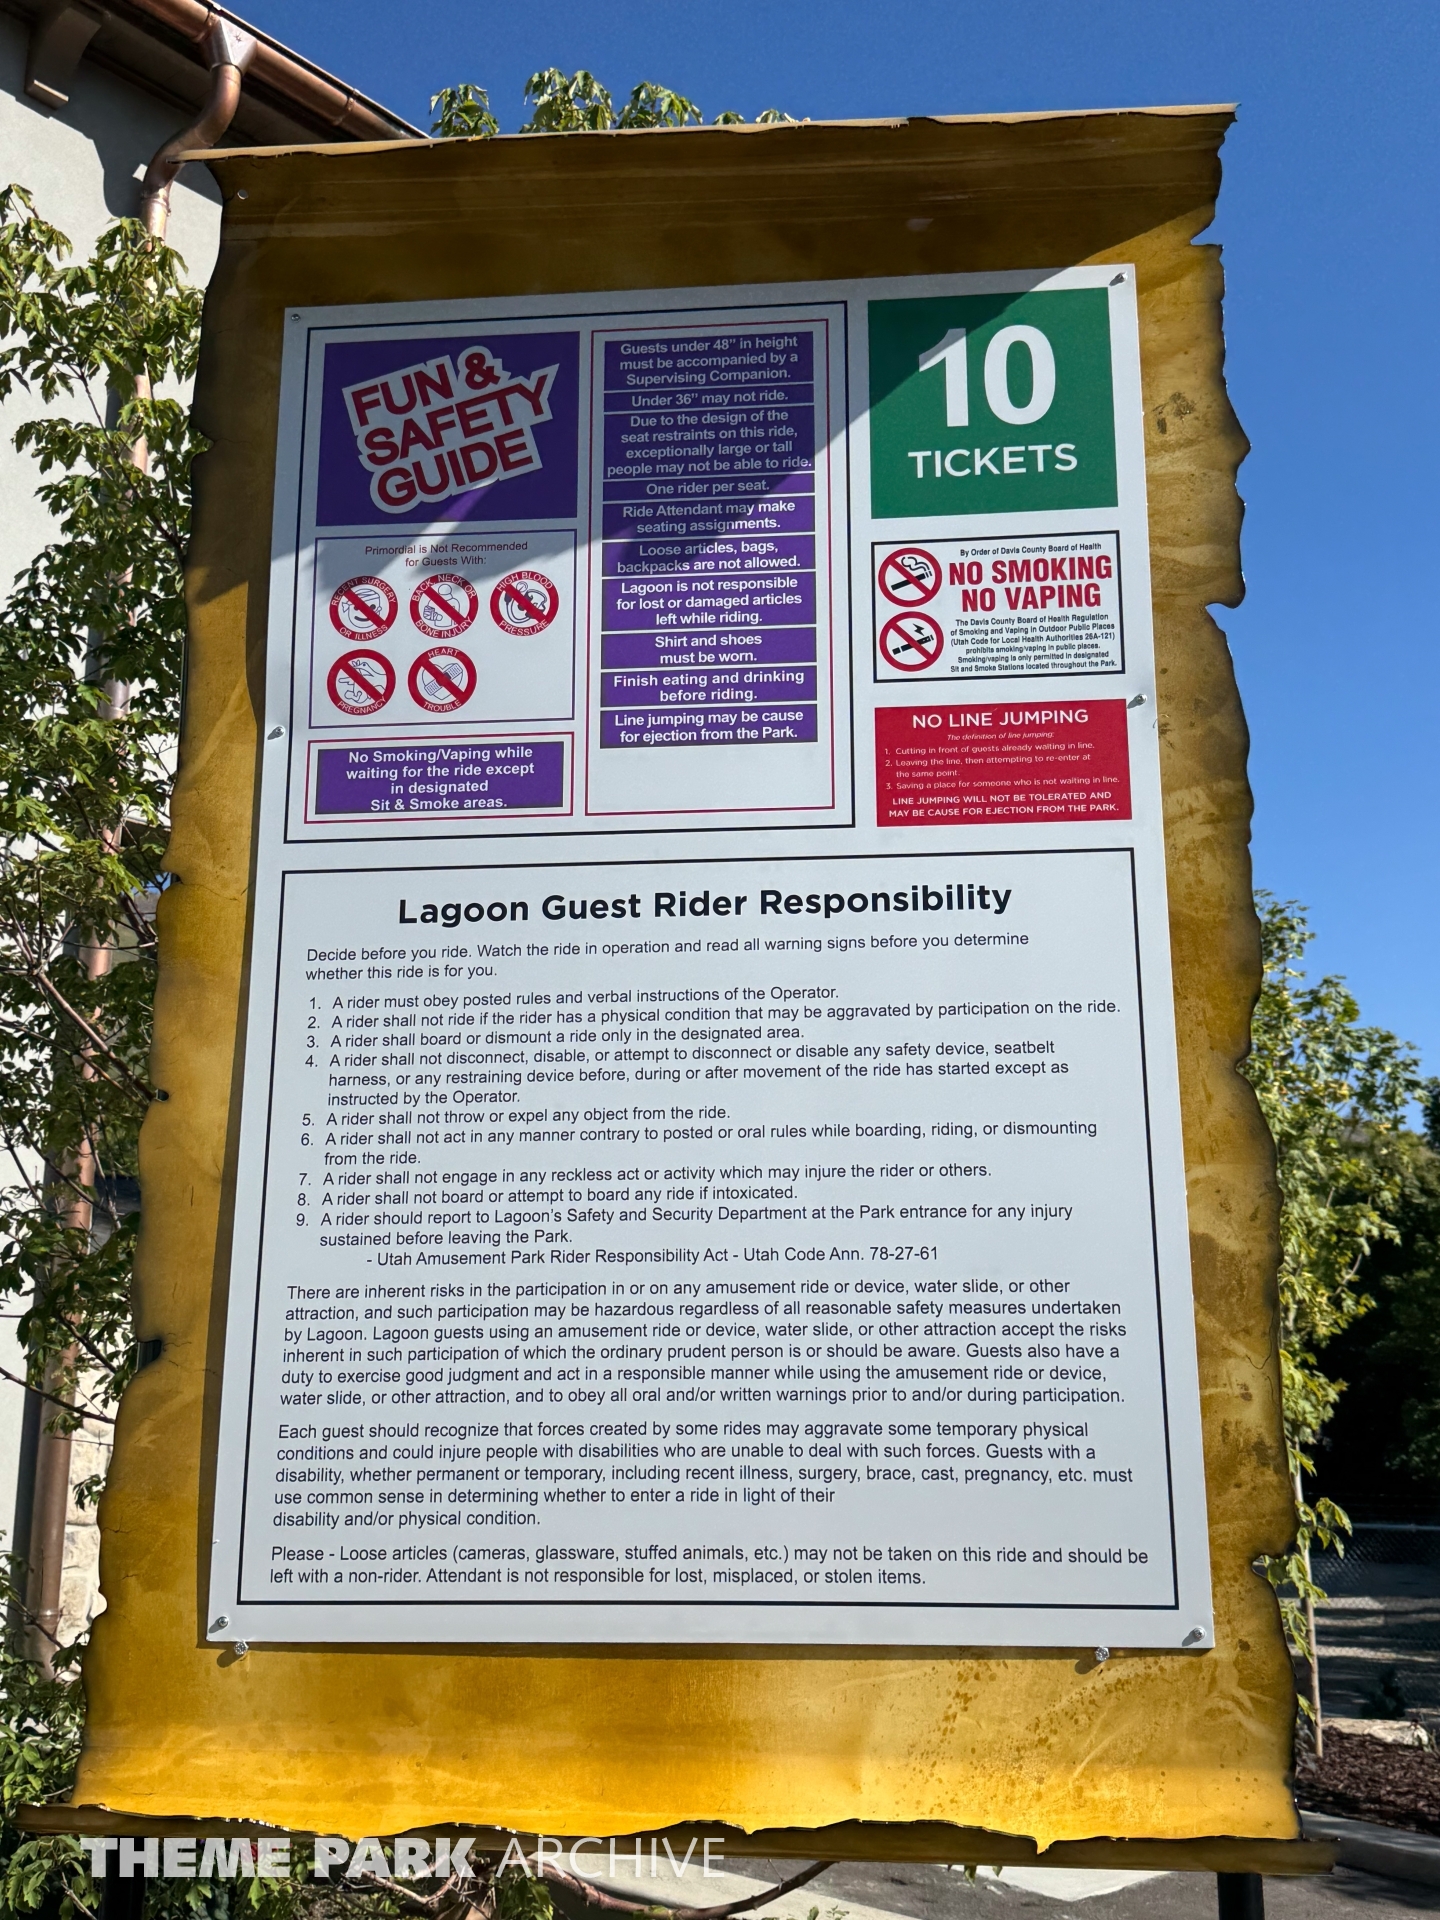 FUN &
SAFETY
GUIDE
Primordial is Not Recommended
for Guests With:
RECENT SURGERY
OR ILLNESS
BACK, NECK OR
BONE INJURY
HIGH BLOOD
PRESSURE
PREGNANCY
HEART
TROUBLE
No Smoking/Vaping while
waiting for the ride except
in designated
Sit & Smoke areas.
Guests under 48" in height
must be accompanied by a
Supervising Companion.
Under 36" may not ride.
Due to the design of the
seat restraints on this ride,
exceptionally large or tall
people may not be able to ride.
One rider per seat.
Ride Attendant may make
seating assignments.
Loose articles, bags,
backpacks are not allowed.
Lagoon is not responsible
for lost or damaged articles
left while riding.
Shirt and shoes
must be worn.
Finish eating and drinking
before riding.
Line jumping may be cause
for ejection from the Park.
10
TICKETS
By Order of Davis County Board of Health
NO SMOKING
NO VAPING
The Davis County Board of Health Regulation
of Smoking and Vaping in Outdoor Public Places
(Utah Code for Local Health Authorities 26A-121)
prohibits smoking/vaping in public places.
Smoking/vaping is only permitted in designated
Sit and Smoke Stations located throughout the Park.
NO LINE JUMPING
The definition of line jumping:
1. Cutting in front of guests already waiting in line.
2. Leaving the line, then attempting to re-enter at
the same point.
3. Saving a place for someone who is not waiting in line.
LINE JUMPING WILL NOT BE TOLERATED AND
MAY BE CAUSE FOR EJECTION FROM THE PARK.
Lagoon Guest Rider Responsibility
Decide before you ride. Watch the ride in operation and read all warning signs before you determine
whether this ride is for you.
1. A rider must obey posted rules and verbal instructions of the Operator.
2. A rider shall not ride if the rider has a physical condition that may be aggravated by participation on the ride.
3. A rider shall board or dismount a ride only in the designated area.
4. A rider shall not disconnect, disable, or attempt to disconnect or disable any safety device, seatbelt
harness, or any restraining device before, during or after movement of the ride has started except as
instructed by the Operator.
5. A rider shall not throw or expel any object from the ride.
6. A rider shall not act in any manner contrary to posted or oral rules while boarding, riding, or dismounting
from the ride.
7. A rider shall not engage in any reckless act or activity which may injure the rider or others.
8. A rider shall not board or attempt to board any ride if intoxicated.
9. A rider should report to Lagoon's Safety and Security Department at the Park entrance for any injury
sustained before leaving the Park.
- Utah Amusement Park Rider Responsibility Act - Utah Code Ann. 78-27-61
There are inherent risks in the participation in or on any amusement ride or device, water slide, or other
attraction, and such participation may be hazardous regardless of all reasonable safety measures undertaken
by Lagoon. Lagoon guests using an amusement ride or device, water slide, or other attraction accept the risks
inherent in such participation of which the ordinary prudent person is or should be aware. Guests also have a
duty to exercise good judgment and act in a responsible manner while using the amusement ride or device,
water slide, or other attraction, and to obey all oral and/or written warnings prior to and/or during participation.
Each guest should recognize that forces created by some rides may aggravate some temporary physical
conditions and could injure people with disabilities who are unable to deal with such forces. Guests with a
disability, whether permanent or temporary, including recent illness, surgery, brace, cast, pregnancy, etc. must
use common sense in determining whether to enter a ride in light of their
disability and/or physical condition.
Please - Loose articles (cameras, glassware, stuffed animals, etc.) may not be taken on this ride and should be
left with a non-rider. Attendant is not responsible for lost, misplaced, or stolen items.
THEME PARK ARCHIVE